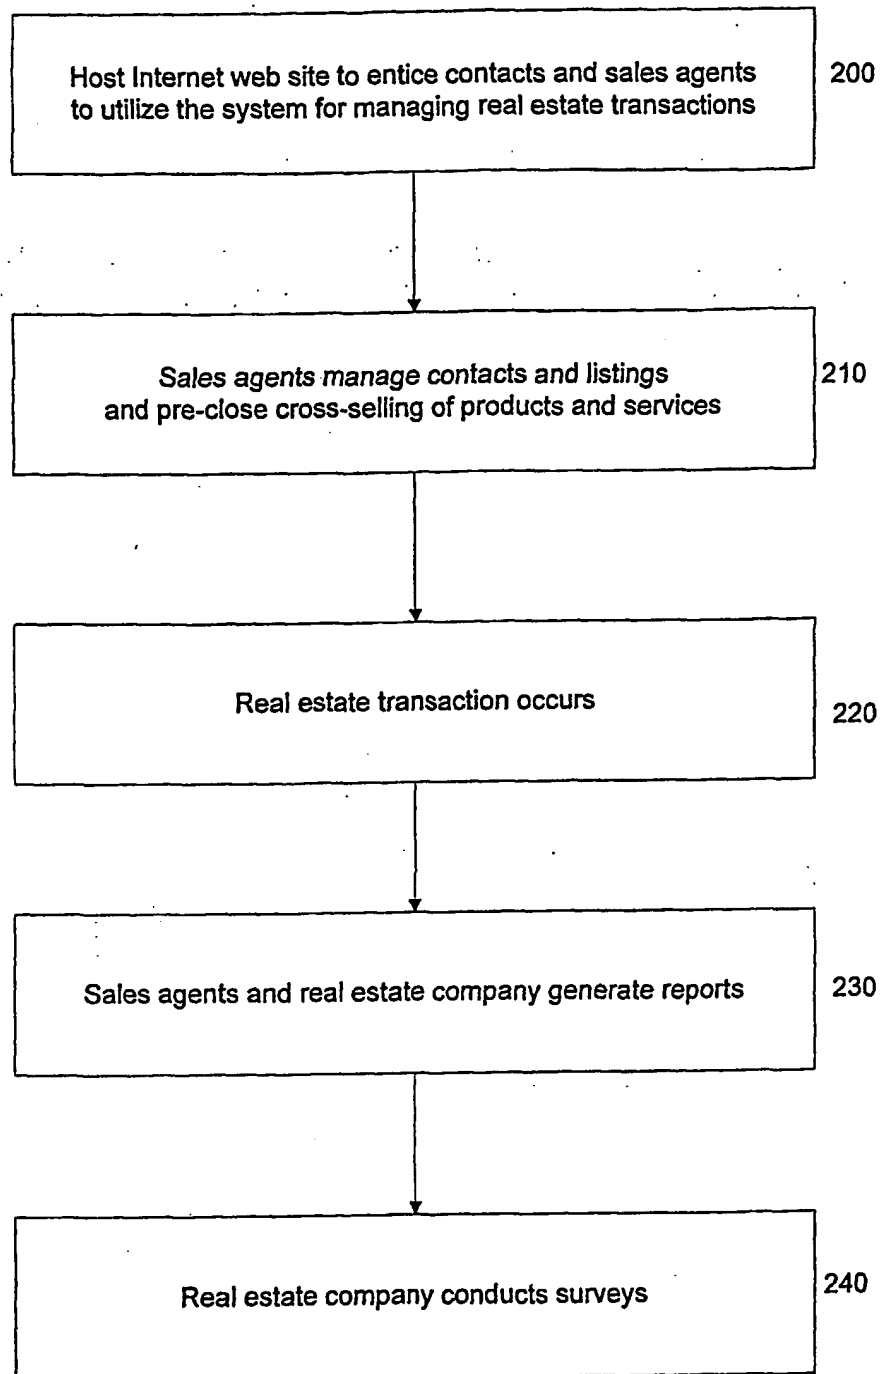 Host Internet web site to entice contacts and sales agents
to utilize the system for managing real estate transactions
200
Sales agents manage contacts and listings
and pre-close cross-selling of products and services
210
Real estate transaction occurs
220
Sales agents and real estate company generate reports
230
Real estate company conducts surveys
240